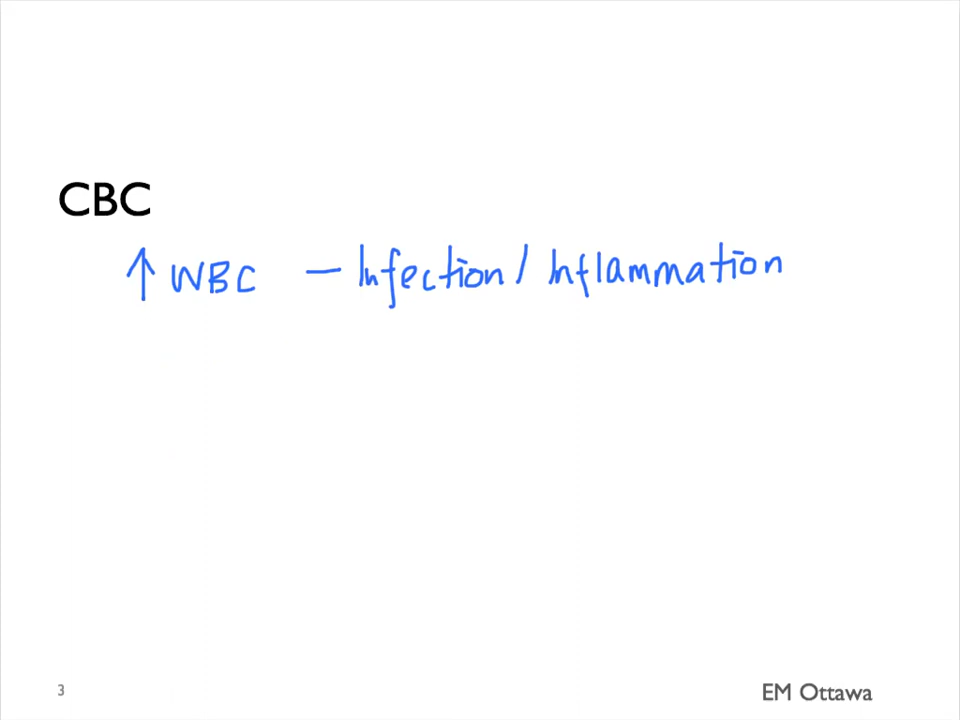 CBC
↑ WBC — Infection / Inflammation
3
EM Ottawa